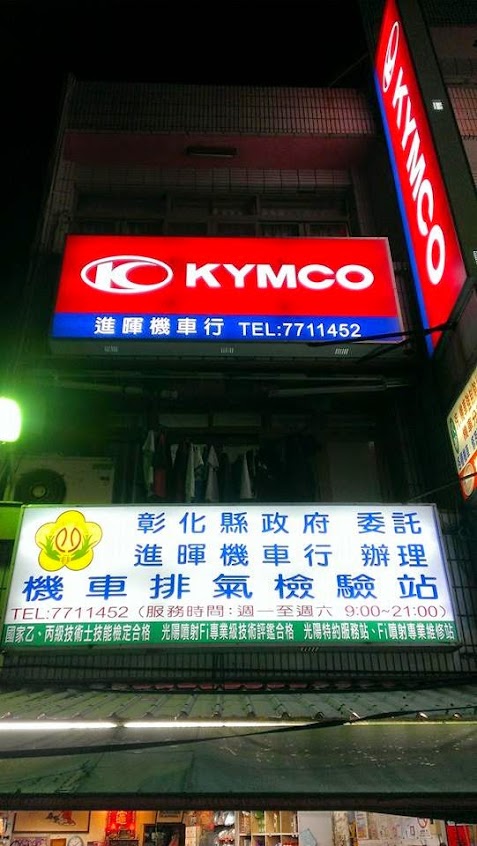 KYMCO
KYMCO
進暉機車行 TEL:7711452
彰化縣政府 委託
進暉機車行 辦理
機車排氣檢驗站
TEL:7711452 (服務時間:週一至週六 9:00~21:00)
國家乙、丙級技術士技能檢定合格 光陽噴射Fi專業級技術評鑑合格 光陽特約服務站、Fi噴射專業維修站